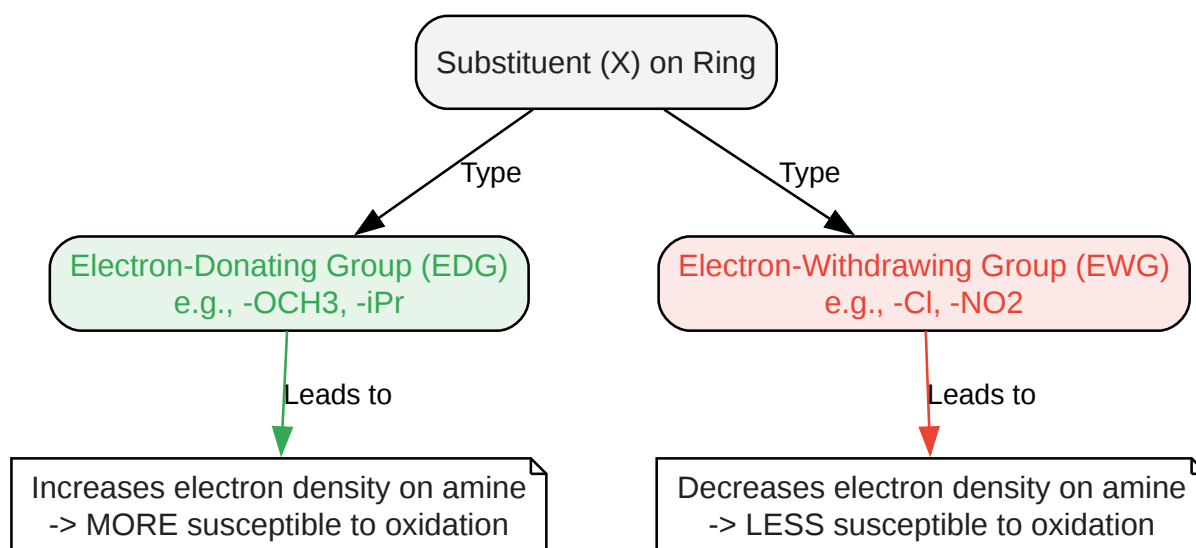 Substituent (X) on Ring
Type
Type
Electron-Donating Group (EDG)
e.g., -OCH3, -iPr
Electron-Withdrawing Group (EWG)
e.g., -Cl, -NO2
Leads to
Leads to
Increases electron density on amine
-> MORE susceptible to oxidation
Decreases electron density on amine
-> LESS susceptible to oxidation